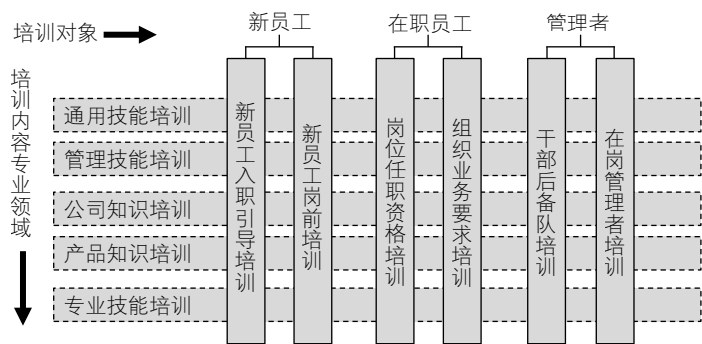 培训对象
新员工
在职员工
管理者
培训内容专业领域
通用技能培训
管理技能培训
公司知识培训
产品知识培训
专业技能培训
新员工入职引导培训
新员工岗前培训
岗位任职资格培训
组织业务要求培训
干部后备队培训
在岗管理者培训